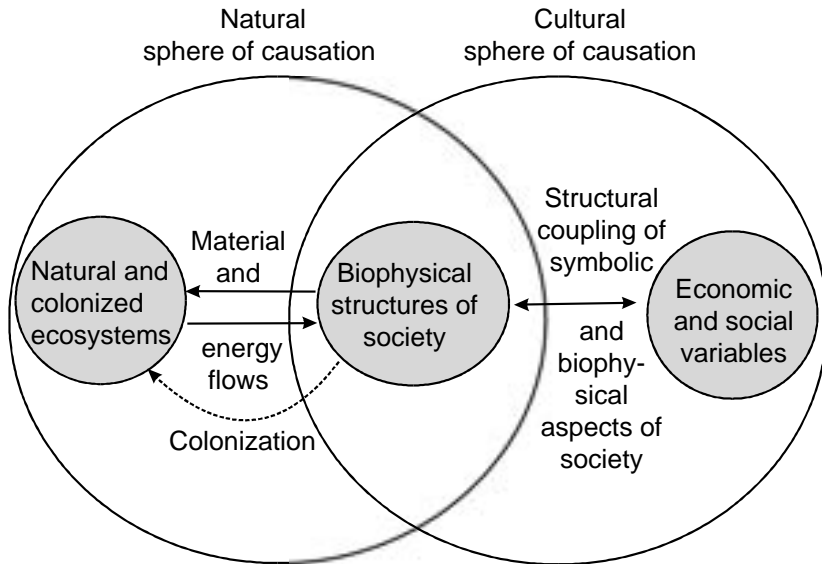 Natural
sphere of causation
Cultural
sphere of causation
Natural and
colonized
ecosystems
Material
and
energy
flows
Colonization
Biophysical
structures of
society
Structural
coupling of
symbolic
and
biophy-
sical
aspects of
society
Economic
and social
variables